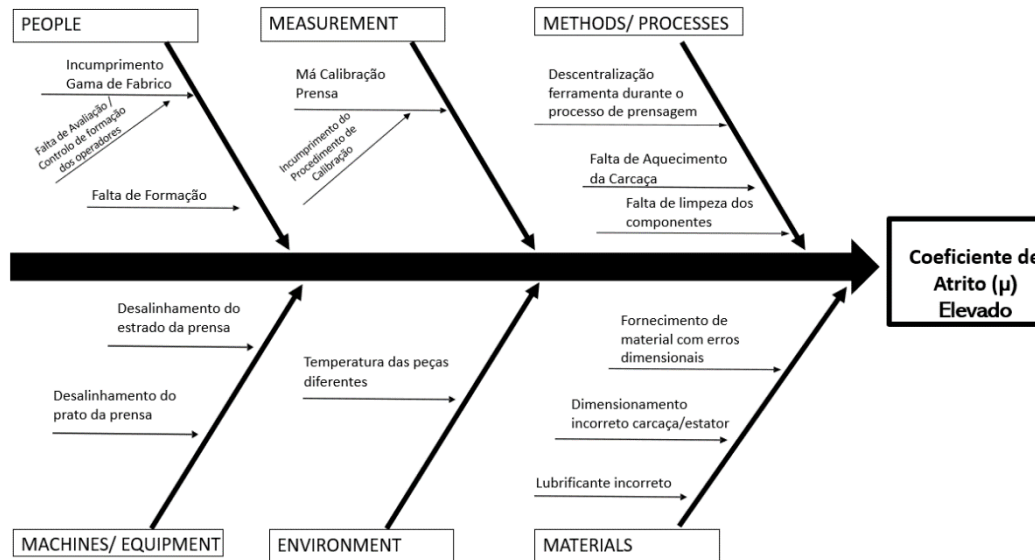 PEOPLE
MEASUREMENT
METHODS/ PROCESSES
Incumprimento
Gama de Fabrico
Falta de Avaliação /
Controlo de formação
dos operadores
Falta de Formação
Má Calibração
Prensa
Incumprimento do
Procedimento de
Calibração
Descentralização
ferramenta durante o
processo de prensagem
Falta de Aquecimento
da Carcaça
Falta de limpeza dos
componentes
Coeficiente de
Atrito (μ)
Elevado
Desalinhamento do
estrado da prensa
Desalinhamento do
prato da prensa
Temperatura das peças
diferentes
Fornecimento de
material com erros
dimensionais
Dimensionamento
incorreto carcaça/estator
Lubrificante incorreto
MACHINES/ EQUIPMENT
ENVIRONMENT
MATERIALS